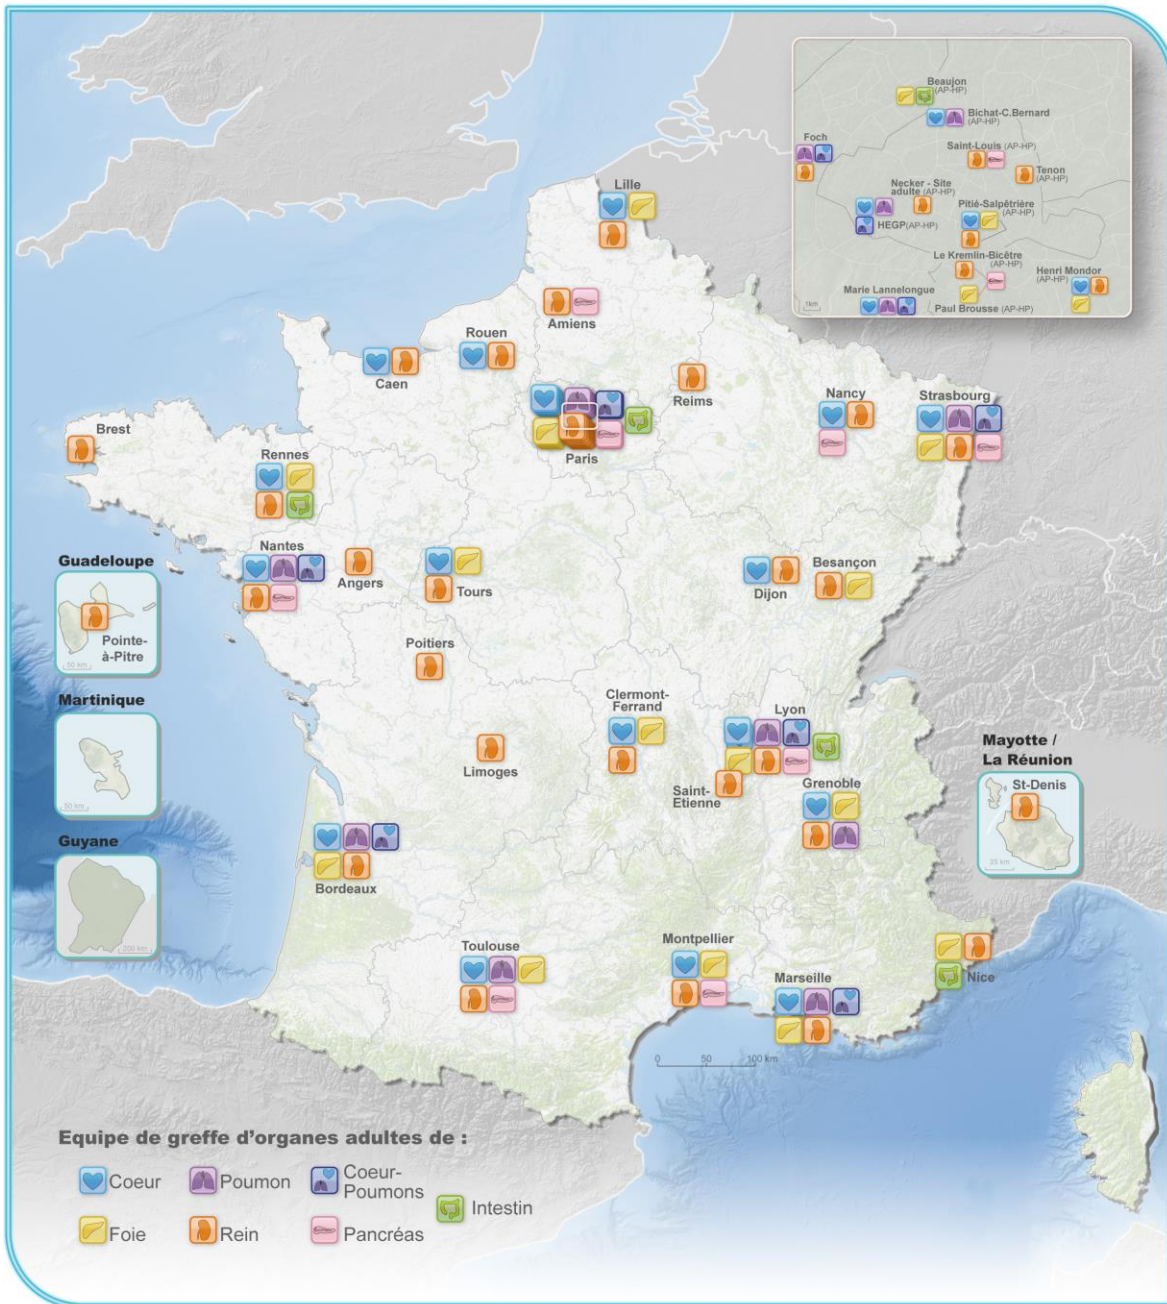 Beaujon
(AP-HP)
Bichat-C.Bernard
(AP-HP)
Foch
Saint-Louis (AP-HP)
Tenon
(AP-HP)
Necker - Site
adulte (AP-HP)
Pitié-Salpêtrière
(AP-HP)
HEGP(AP-HP)
Le Kremlin-Bicêtre
(AP-HP)
Henri Mondor
(AP-HP)
Marie Lannelongue
Paul Brousse (AP-HP)
1km
Lille
Amiens
Rouen
Caen
Reims
Nancy
Strasbourg
Paris
Brest
Rennes
Nantes
Angers
Tours
Dijon
Besançon
Poitiers
Limoges
Clermont-
Ferrand
Lyon
Saint-
Etienne
Grenoble
Bordeaux
Toulouse
Montpellier
Marseille
Nice
Guadeloupe
Pointe-
à-Pitre
50 km
Martinique
50 km
Guyane
200 km
Mayotte /
La Réunion
St-Denis
25 km
0 50 100 km
Equipe de greffe d'organes adultes de :
Coeur
Poumon
Coeur-
Poumons
Intestin
Foie
Rein
Pancréas